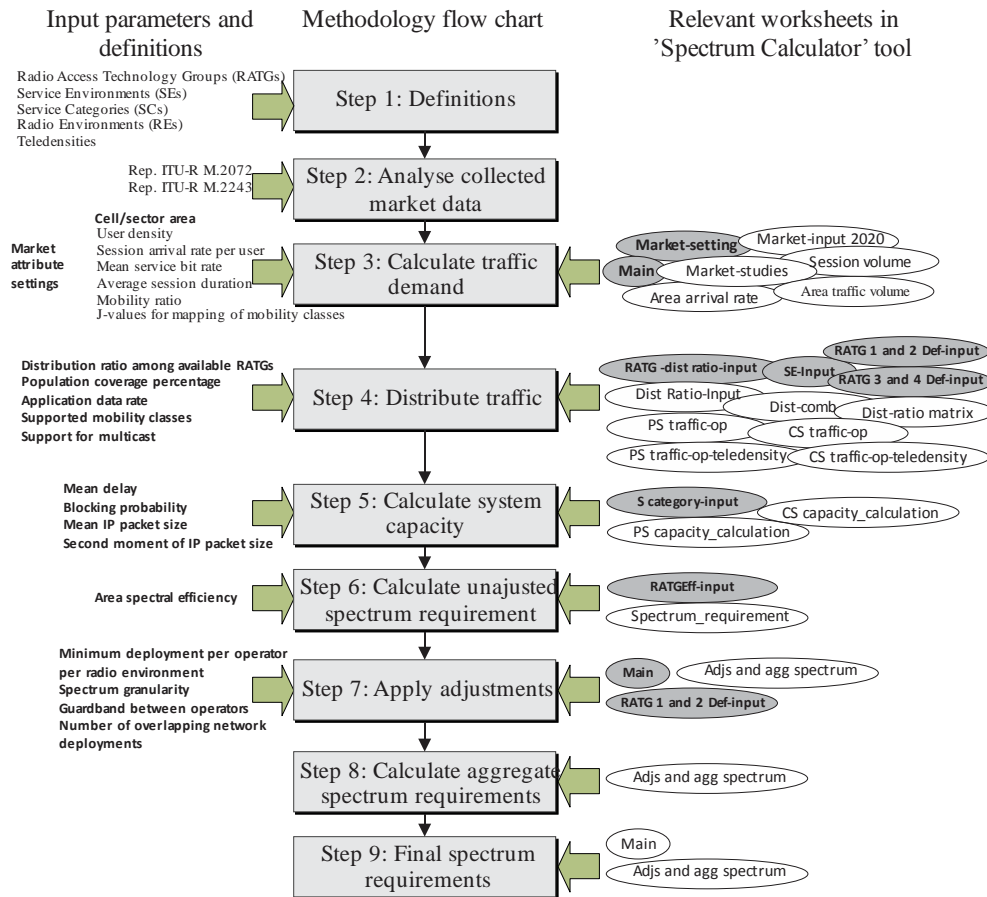 Input parameters and
definitions
Methodology flow chart
Relevant worksheets in
’Spectrum Calculator’ tool
Radio Access Technology Groups (RATGs)
Service Environments (SEs)
Service Categories (SCs)
Radio Environments (REs)
Teledensities
Step 1: Definitions
Rep. ITU-R M.2072
Rep. ITU-R M.2243
Step 2: Analyse collected
market data
Market
attribute
settings
Cell/sector area
User density
Session arrival rate per user
Mean service bit rate
Average session duration
Mobility ratio
J-values for mapping of mobility classes
Step 3: Calculate traffic
demand
Market-setting
Market-input 2020
Main
Market-studies
Session volume
Area arrival rate
Area traffic volume
Distribution ratio among available RATGs
Population coverage percentage
Application data rate
Supported mobility classes
Support for multicast
Step 4: Distribute traffic
RATG 1 and 2 Def-input
RATG -dist ratio-input
SE-Input
RATG 3 and 4 Def-input
Dist Ratio-Input
Dist-comb
Dist-ratio matrix
PS traffic-op
CS traffic-op
PS traffic-op-teledensity
CS traffic-op-teledensity
Mean delay
Blocking probability
Mean IP packet size
Second moment of IP packet size
Step 5: Calculate system
capacity
S category-input
CS capacity_calculation
PS capacity_calculation
Area spectral efficiency
Step 6: Calculate unajusted
spectrum requirement
RATGEff-input
Spectrum_requirement
Minimum deployment per operator
per radio environment
Spectrum granularity
Guardband between operators
Number of overlapping network
deployments
Step 7: Apply adjustments
Main
Adjs and agg spectrum
RATG 1 and 2 Def-input
Step 8: Calculate aggregate
spectrum requirements
Adjs and agg spectrum
Step 9: Final spectrum
requirements
Main
Adjs and agg spectrum